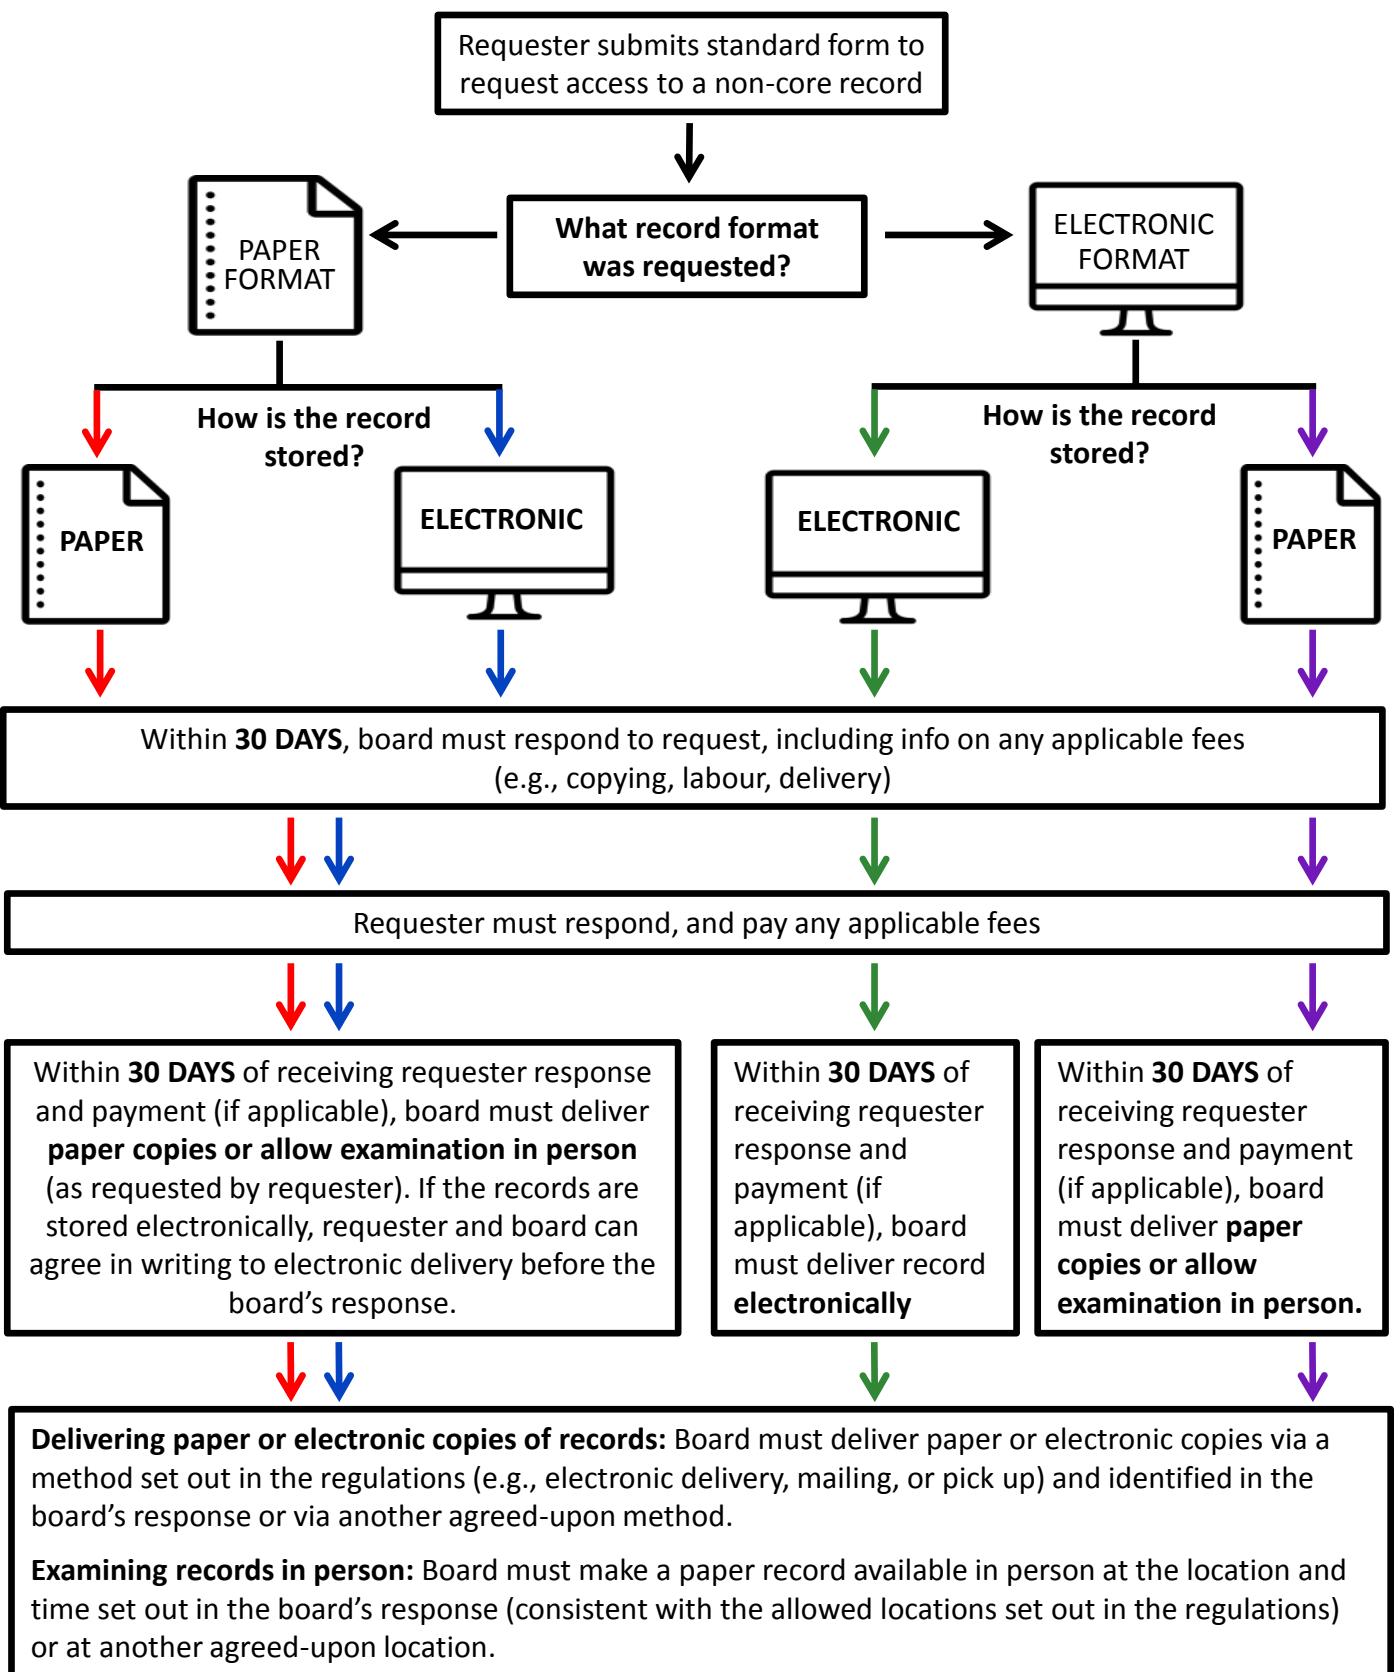 Requester submits standard form to
request access to a non-core record
What record format
was requested?
PAPER
FORMAT
ELECTRONIC
FORMAT
How is the record
stored?
How is the record
stored?
PAPER
ELECTRONIC
ELECTRONIC
PAPER
Within 30 DAYS, board must respond to request, including info on any applicable fees
(e.g., copying, labour, delivery)
Requester must respond, and pay any applicable fees
Within 30 DAYS of receiving requester response
and payment (if applicable), board must deliver
paper copies or allow examination in person
(as requested by requester). If the records are
stored electronically, requester and board can
agree in writing to electronic delivery before the
board’s response.
Within 30 DAYS of
receiving requester
response and
payment (if
applicable), board
must deliver record
electronically
Within 30 DAYS of
receiving requester
response and payment
(if applicable), board
must deliver paper
copies or allow
examination in person.
Delivering paper or electronic copies of records: Board must deliver paper or electronic copies via a
method set out in the regulations (e.g., electronic delivery, mailing, or pick up) and identified in the
board’s response or via another agreed-upon method.
Examining records in person: Board must make a paper record available in person at the location and
time set out in the board’s response (consistent with the allowed locations set out in the regulations)
or at another agreed-upon location.